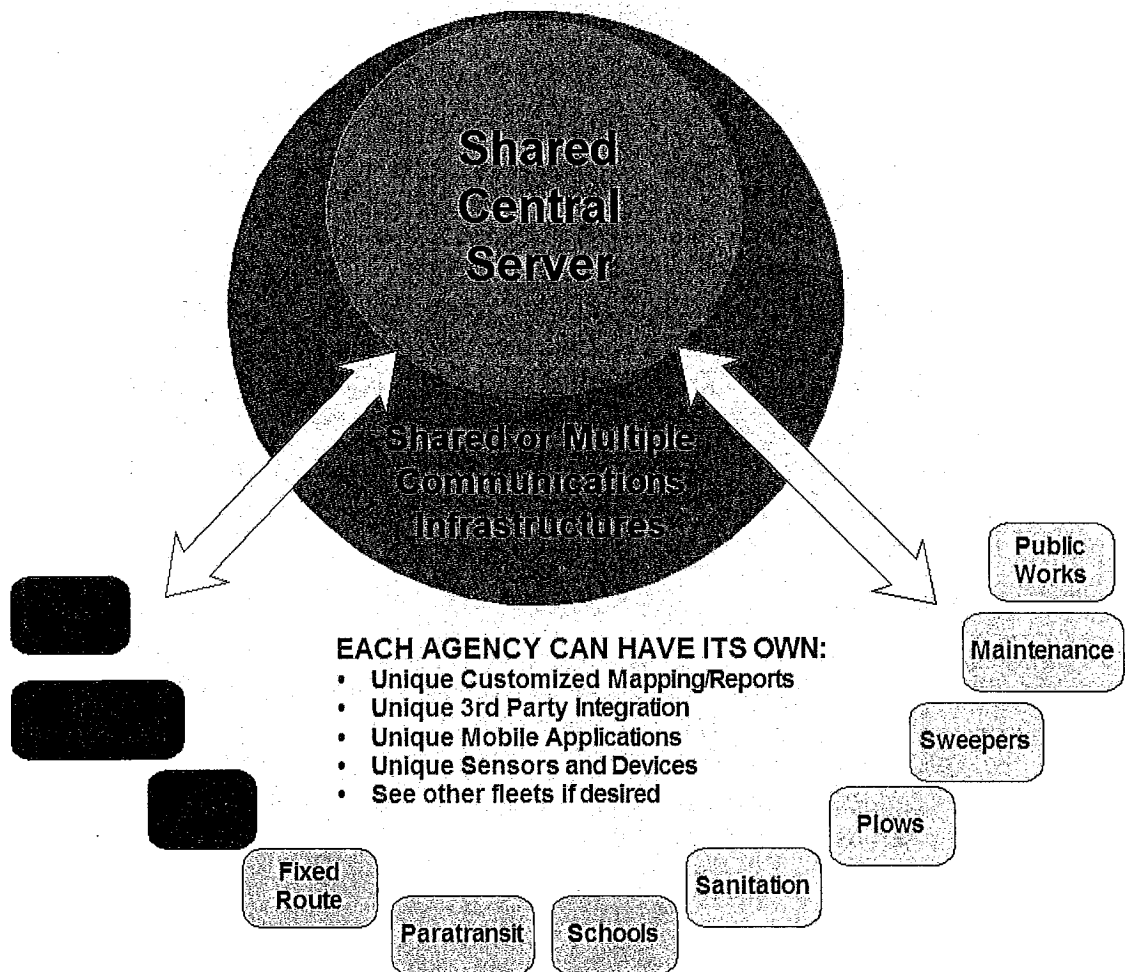 Shared
Central
Server
Shared or Multiple
Communications
Infrastructures
EACH AGENCY CAN HAVE ITS OWN:
• Unique Customized Mapping/Reports
• Unique 3rd Party Integration
• Unique Mobile Applications
• Unique Sensors and Devices
• See other fleets if desired
Fixed
Route
Paratransit
Schools
Sanitation
Plows
Sweepers
Maintenance
Public
Works